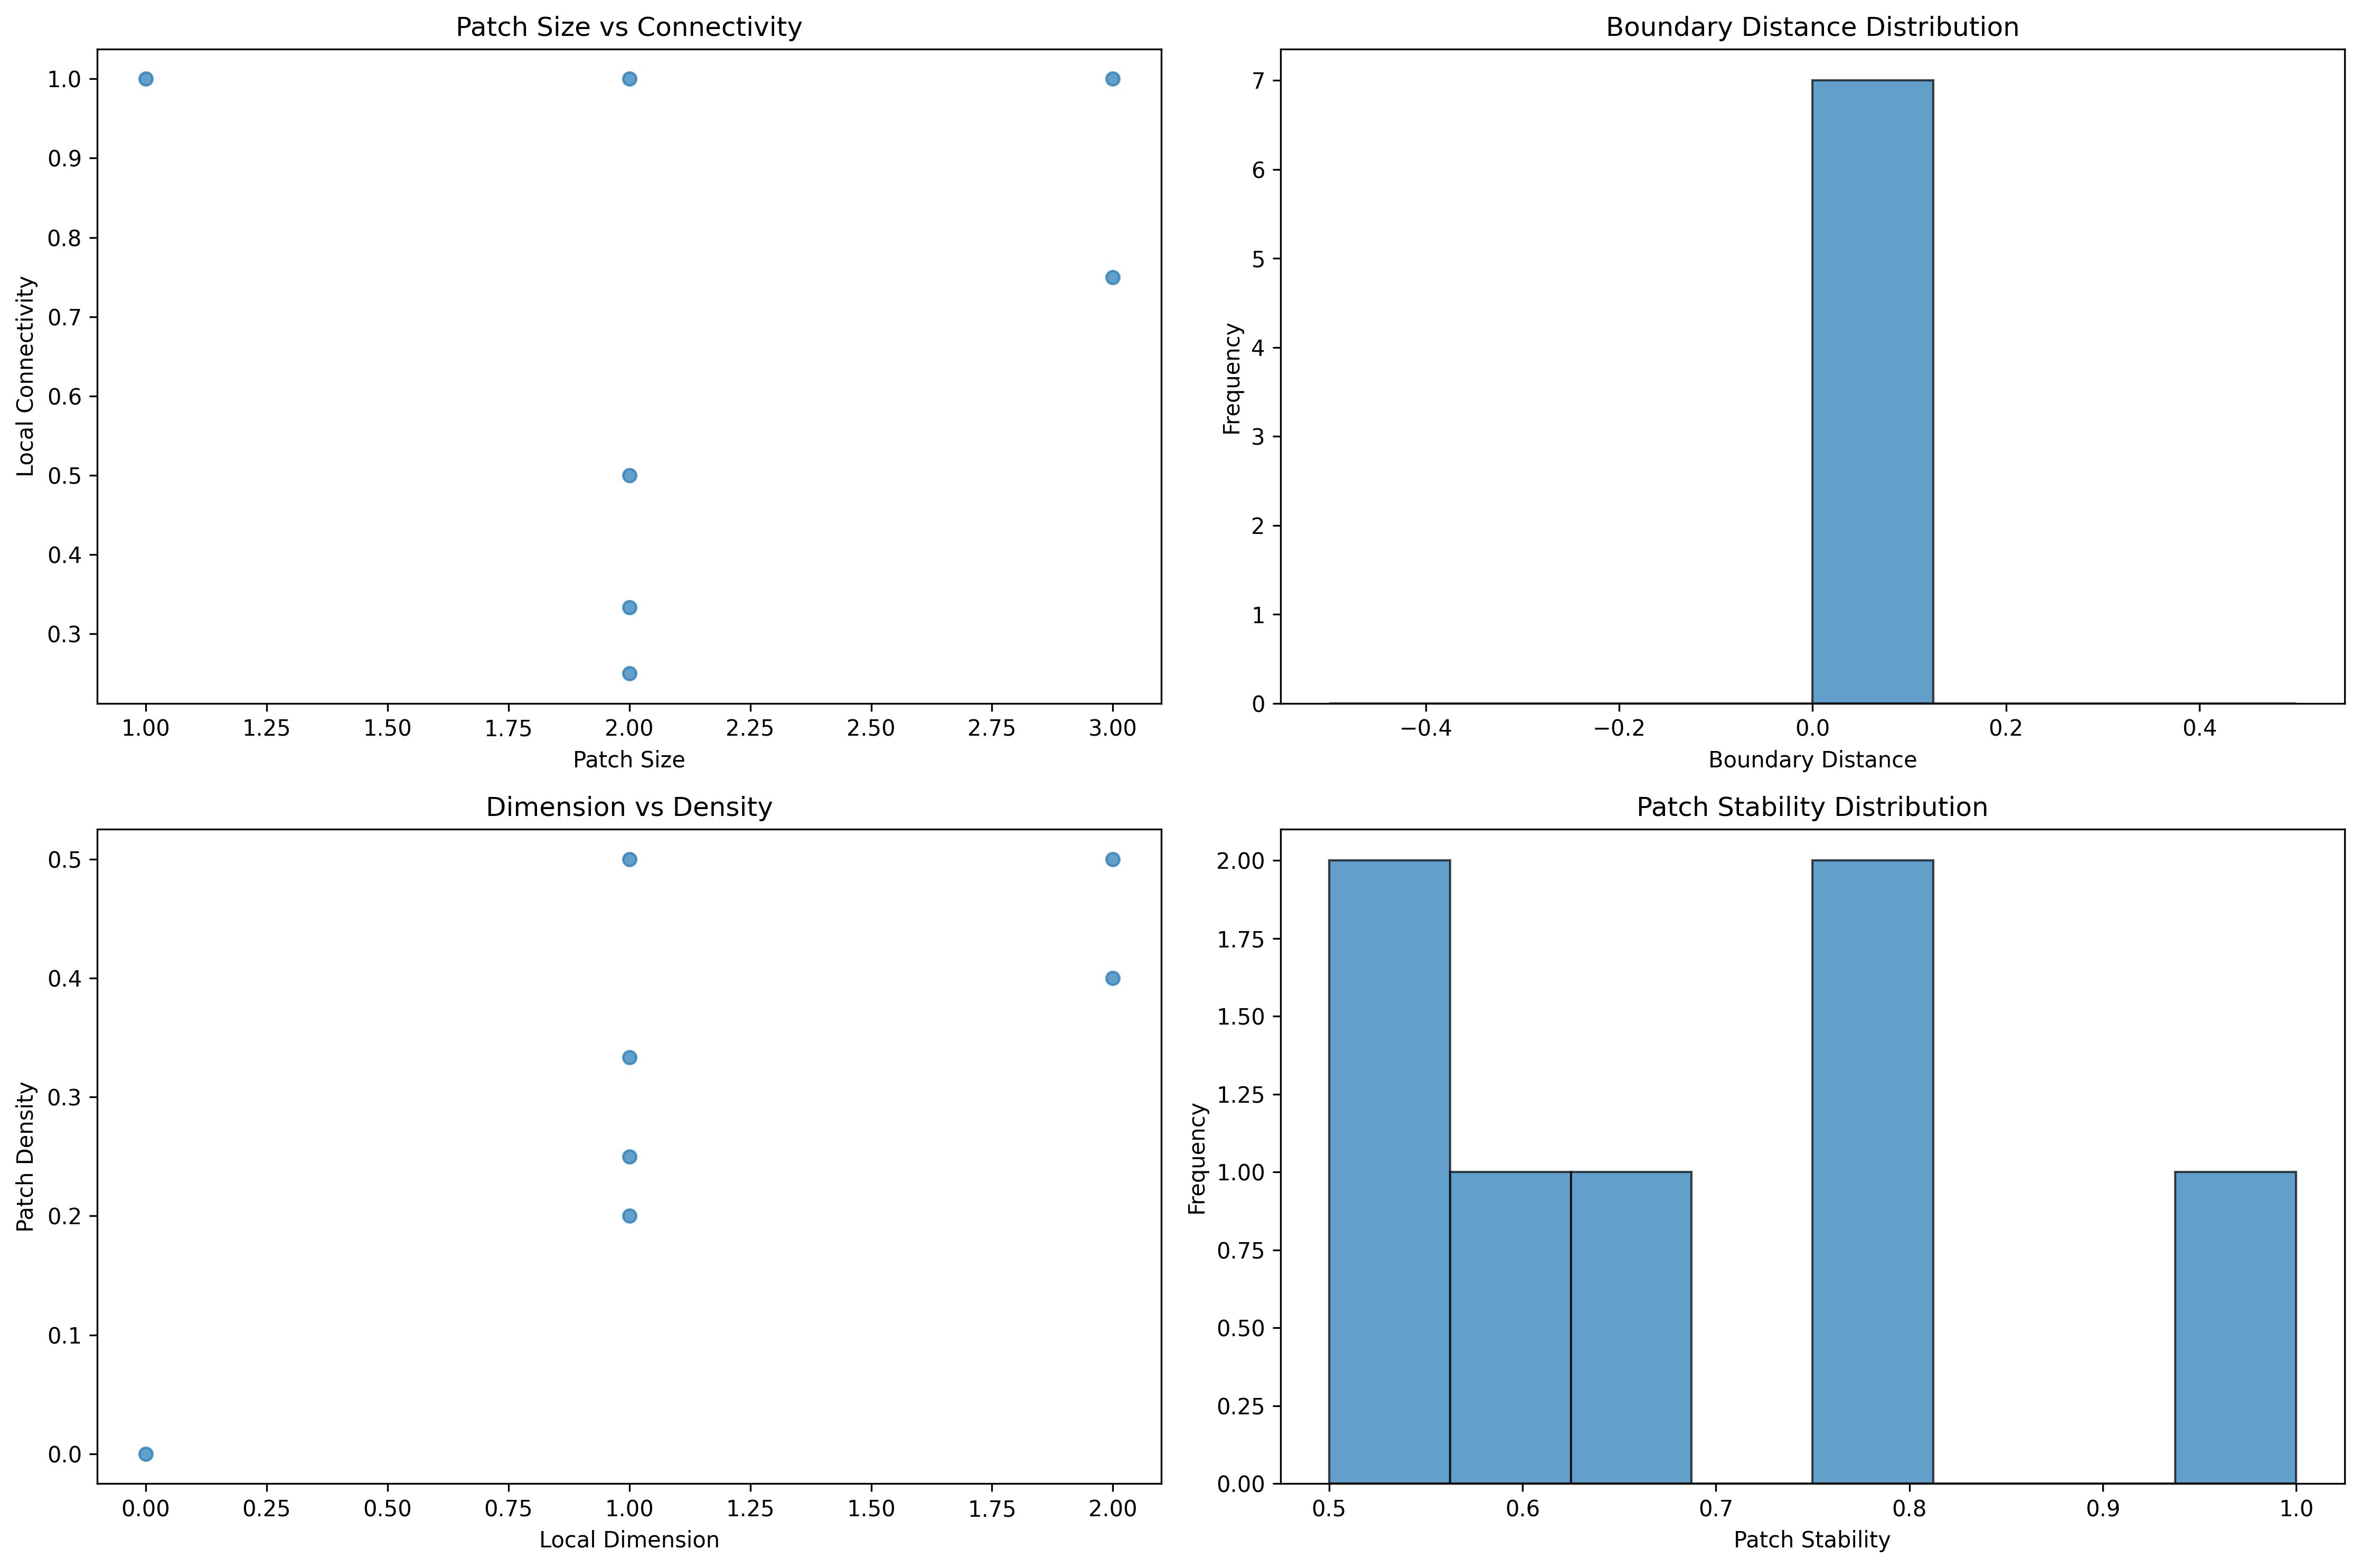 Patch Size vs Connectivity
Local Connectivity
1.0
0.9
0.8
0.7
0.6
0.5
0.4
0.3
1.00 1.25 1.50 1.75 2.00 2.25 2.50 2.75 3.00
Patch Size
Boundary Distance Distribution
Frequency
7
6
5
4
3
2
1
0
−0.4 −0.2 0.0 0.2 0.4
Boundary Distance
Dimension vs Density
Patch Density
0.5
0.4
0.3
0.2
0.1
0.0
0.00 0.25 0.50 0.75 1.00 1.25 1.50 1.75 2.00
Local Dimension
Patch Stability Distribution
Frequency
2.00
1.75
1.50
1.25
1.00
0.75
0.50
0.25
0.00
0.5 0.6 0.7 0.8 0.9 1.0
Patch Stability